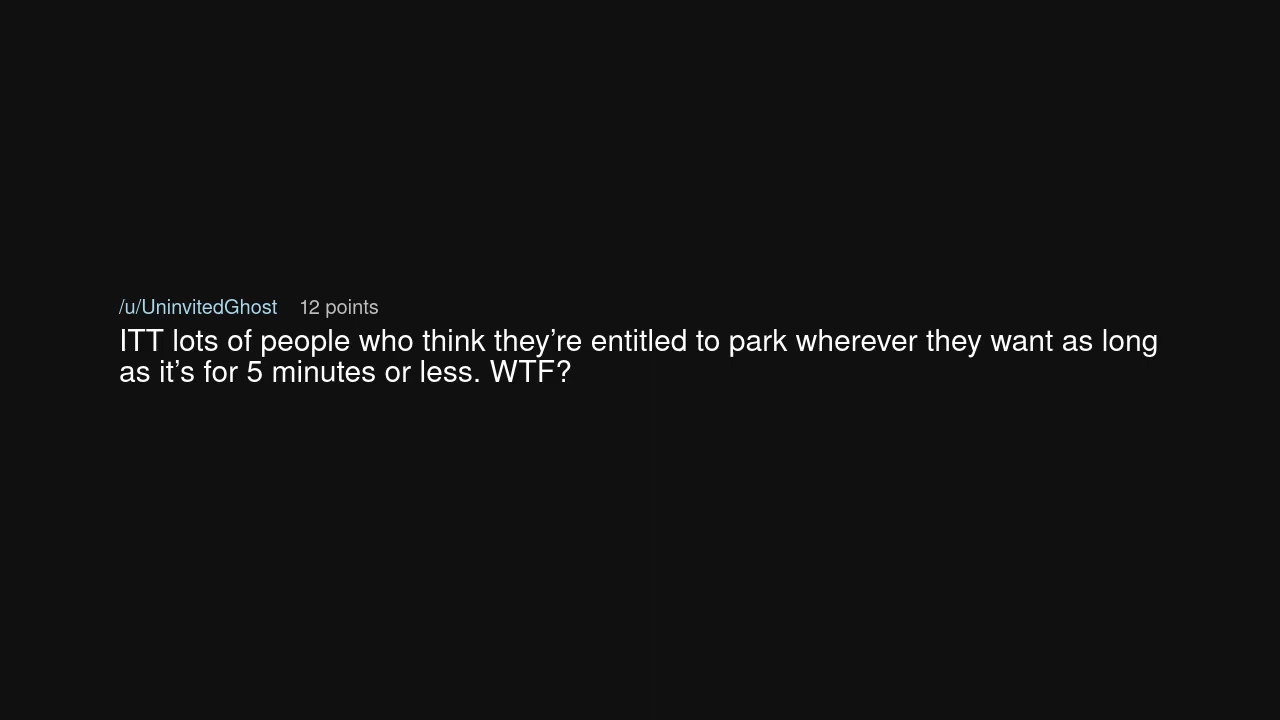 /u/UninvitedGhost 12 points
ITT lots of people who think they’re entitled to park wherever they want as long
as it’s for 5 minutes or less. WTF?